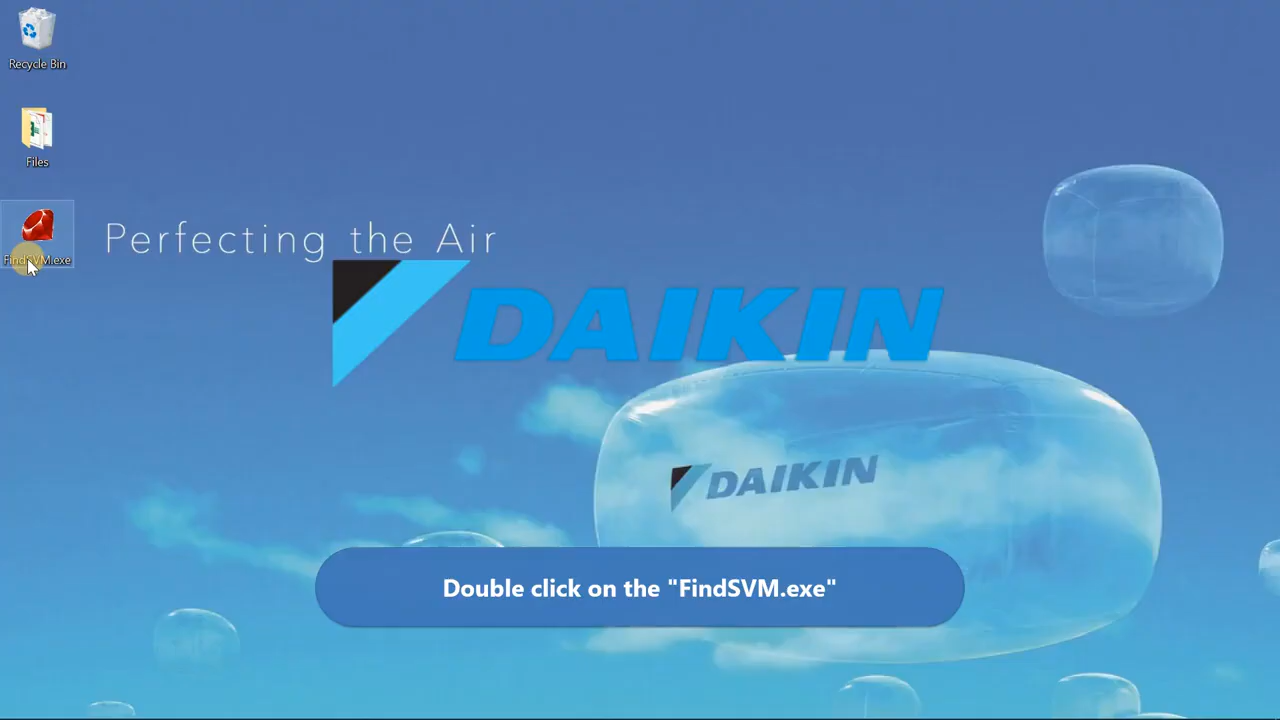 Recycle Bin
Files
FindSVM.exe
Perfecting the Air
DAIKIN
DAIKIN
Double click on the "FindSVM.exe"